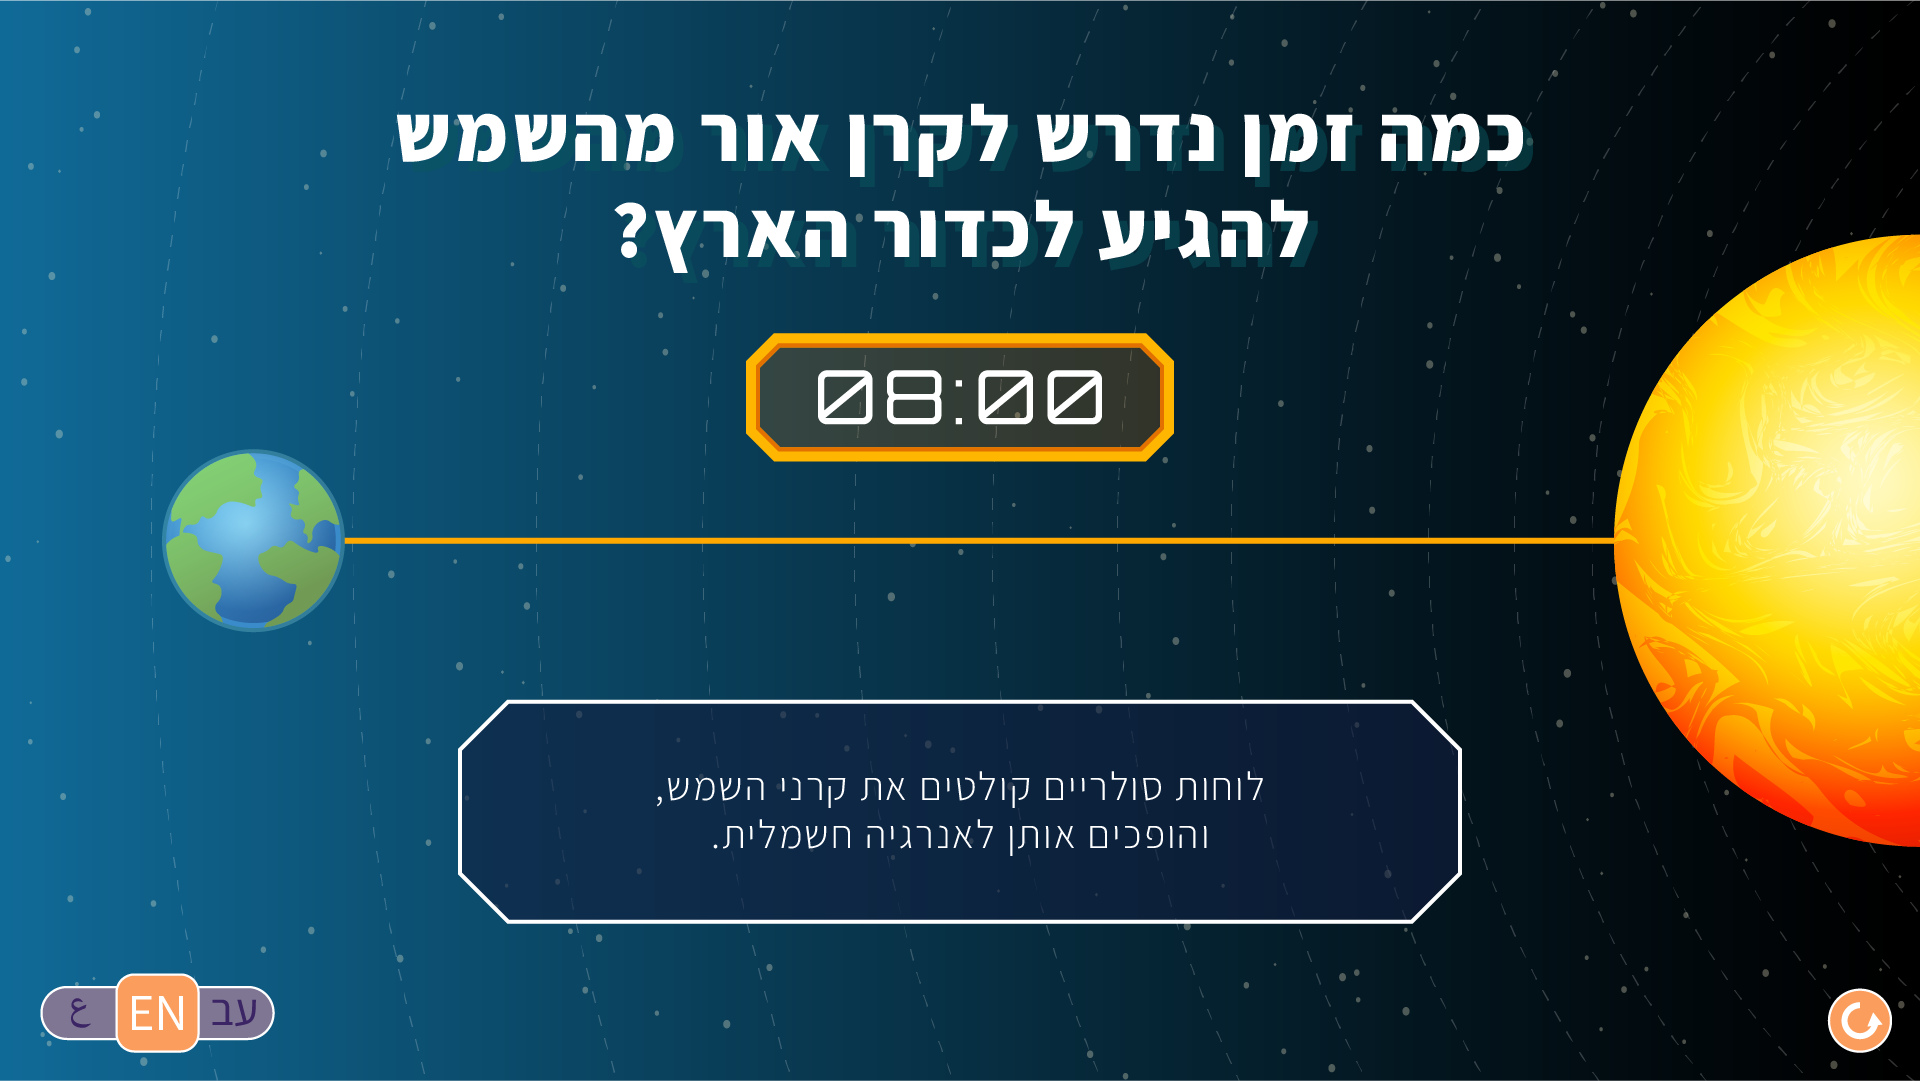 כמה זמן נדרש לקרן אור מהשמש
להגיע לכדור הארץ?
08:00
לוחות סולריים קולטים את קרני השמש,
והופכים אותן לאנרגיה חשמלית.
ع EN עב